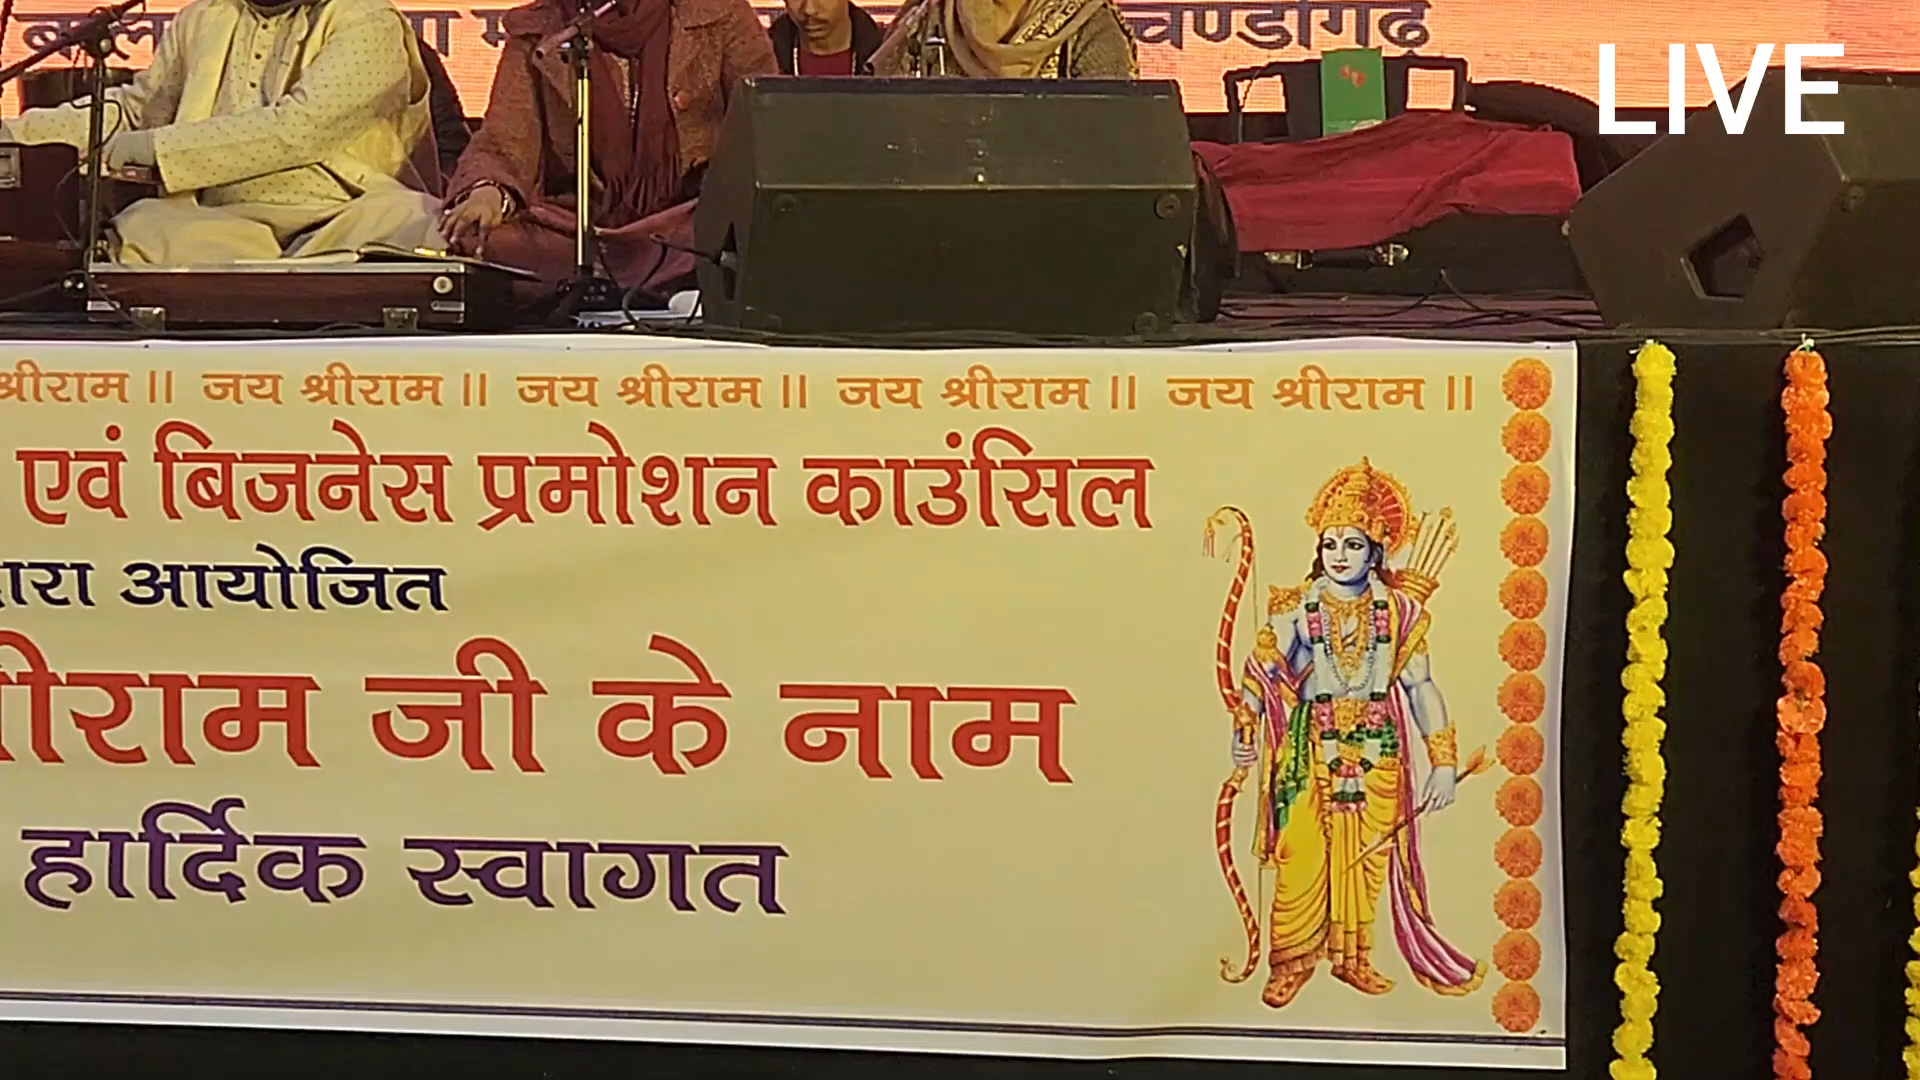 चण्डीगढ़
LIVE
श्रीराम ॥ जय श्रीराम ॥ जय श्रीराम ॥ जय श्रीराम ॥ जय श्रीराम ॥
एवं बिजनेस प्रमोशन काउंसिल
द्वारा आयोजित
श्रीराम जी के नाम
हार्दिक स्वागत